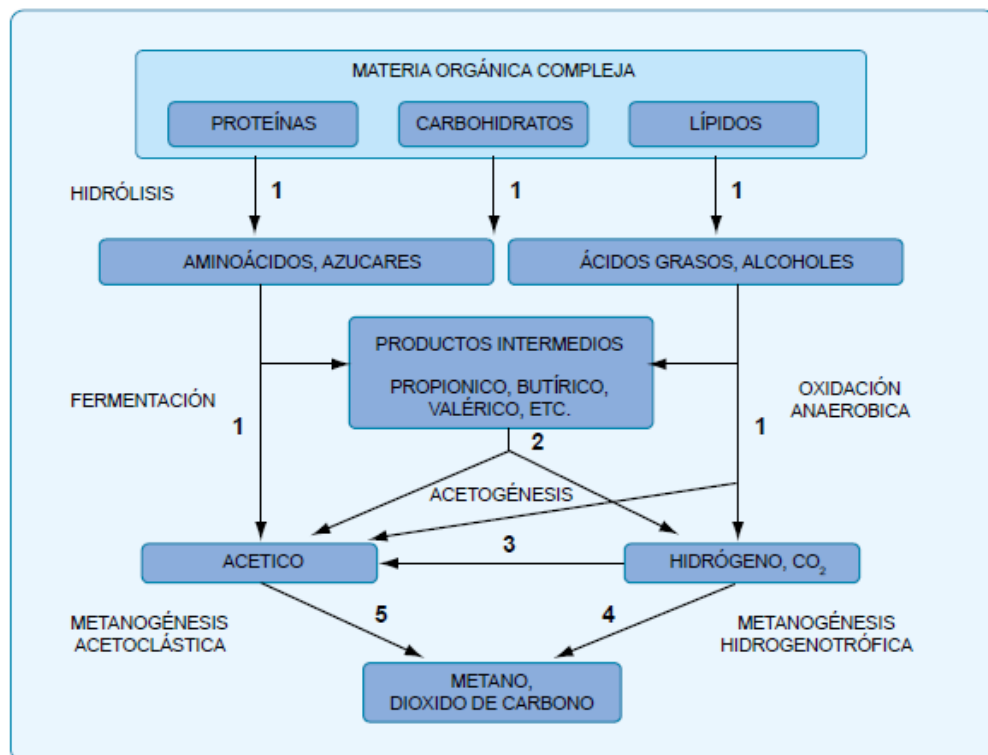 MATERIA ORGÁNICA COMPLEJA
PROTEÍNAS
CARBOHIDRATOS
LÍPIDOS
HIDRÓLISIS
1
1
1
AMINOÁCIDOS, AZUCARES
ÁCIDOS GRASOS, ALCOHOLES
PRODUCTOS INTERMEDIOS
PROPIONICO, BUTÍRICO,
VALÉRICO, ETC.
FERMENTACIÓN
1
OXIDACIÓN
ANAEROBICA
1
2
ACETOGÉNESIS
ACETICO
3
HIDRÓGENO, CO₂
METANOGÉNESIS
ACETOCLÁSTICA
5
4
METANOGÉNESIS
HIDROGENOTRÓFICA
METANO,
DIOXIDO DE CARBONO